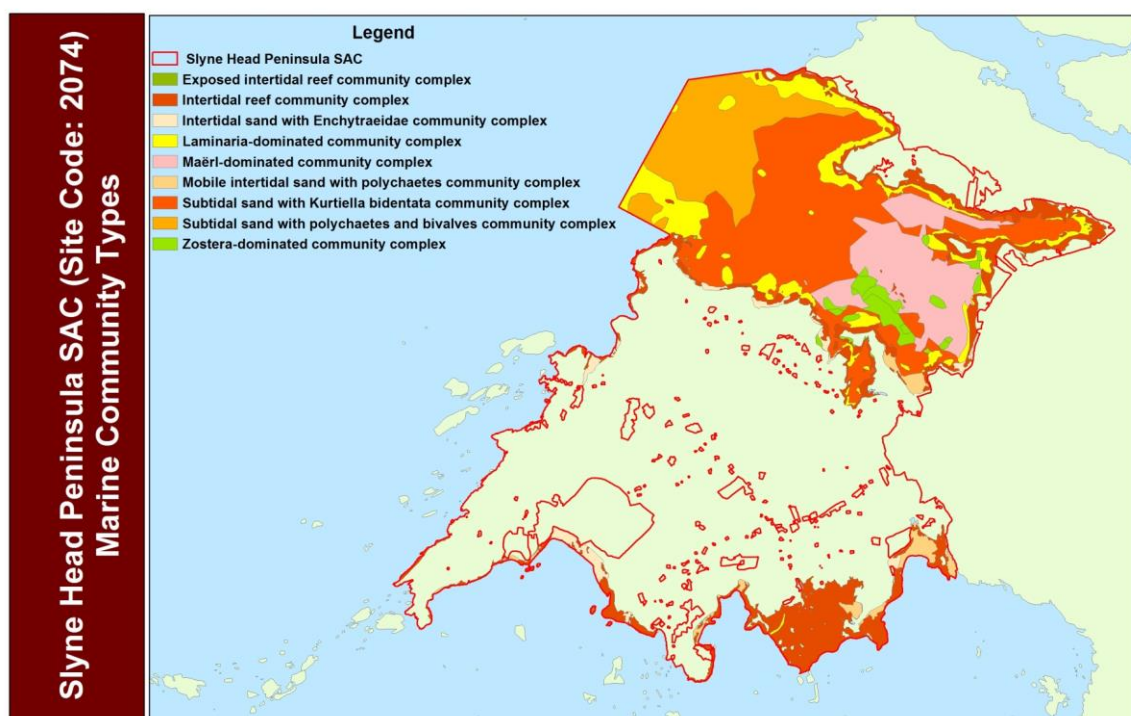 Slyne Head Peninsula SAC (Site Code: 2074)
Marine Community Types
Legend
Slyne Head Peninsula SAC
Exposed intertidal reef community complex
Intertidal reef community complex
Intertidal sand with Enchytraeidae community complex
Laminaria-dominated community complex
Maërl-dominated community complex
Mobile intertidal sand with polychaetes community complex
Subtidal sand with Kurtiella bidentata community complex
Subtidal sand with polychaetes and bivalves community complex
Zostera-dominated community complex